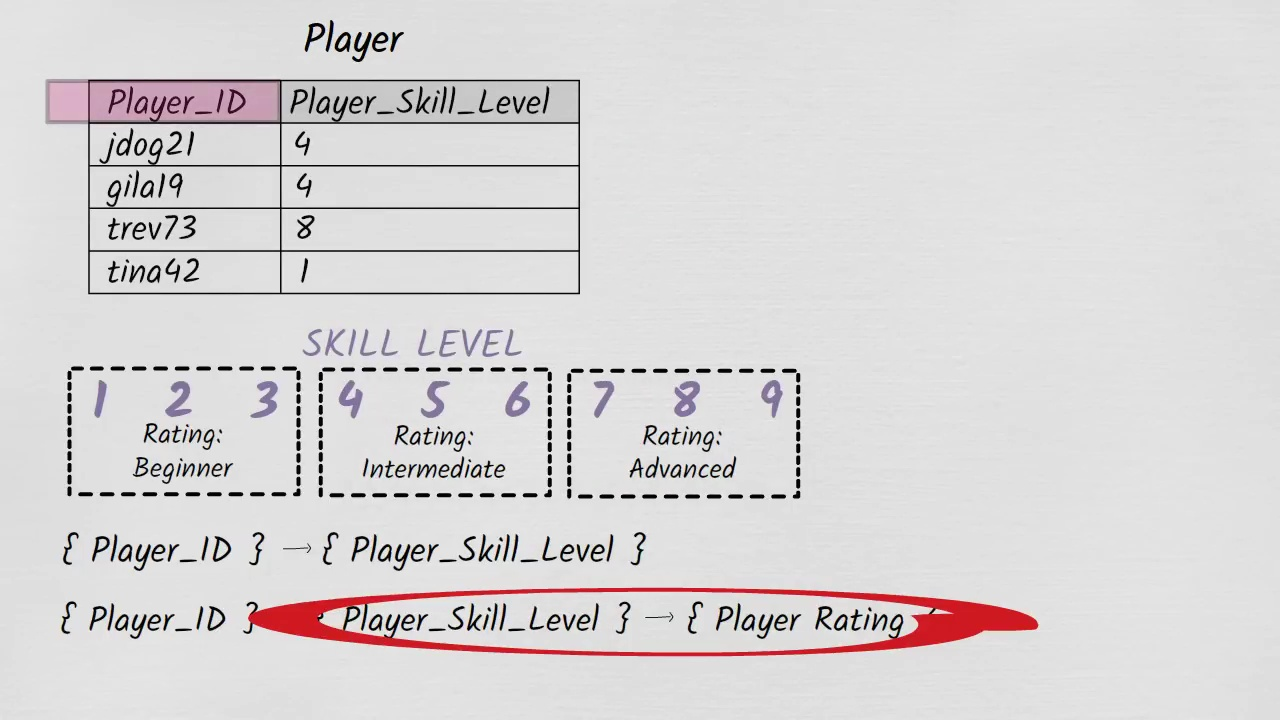 Player
Player_ID Player_Skill_Level
jdog21 4
gila19 4
trev73 8
tina42 1
SKILL LEVEL
1 2 3 4 5 6 7 8 9
Rating: Rating: Rating:
Beginner Intermediate Advanced
{ Player_ID } → { Player_Skill_Level }
{ Player_ID } { Player_Skill_Level } → { Player Rating